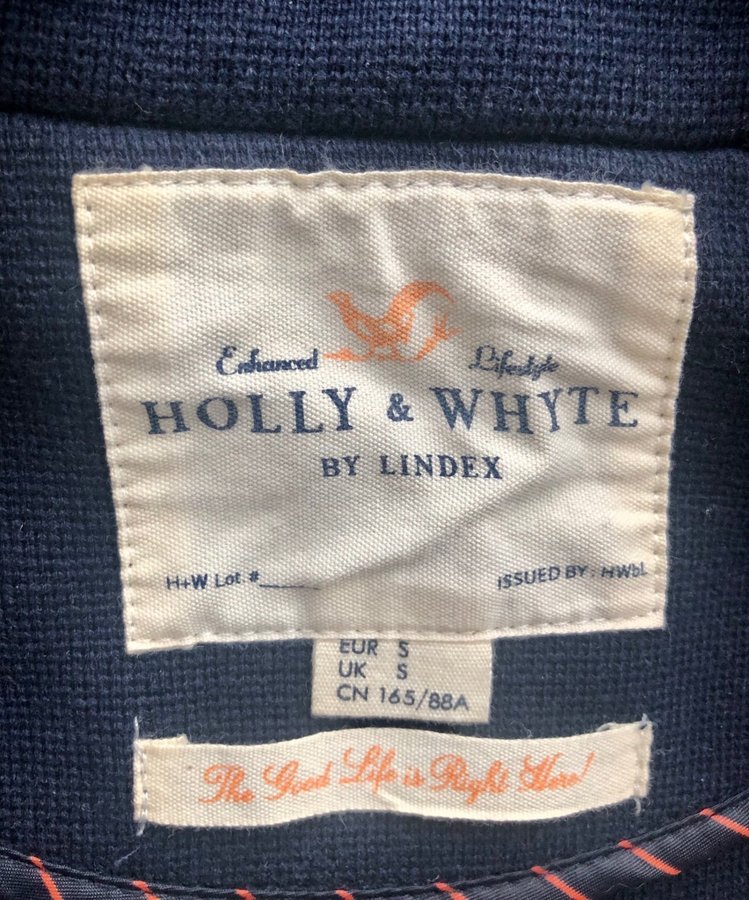 Enhanced Lifestyle
HOLLY & WHYTE
BY LINDEX
H+W Lot #_____ ISSUED BY: HWbL
EUR S
UK S
CN 165/88A
The Good Life is Right Here!